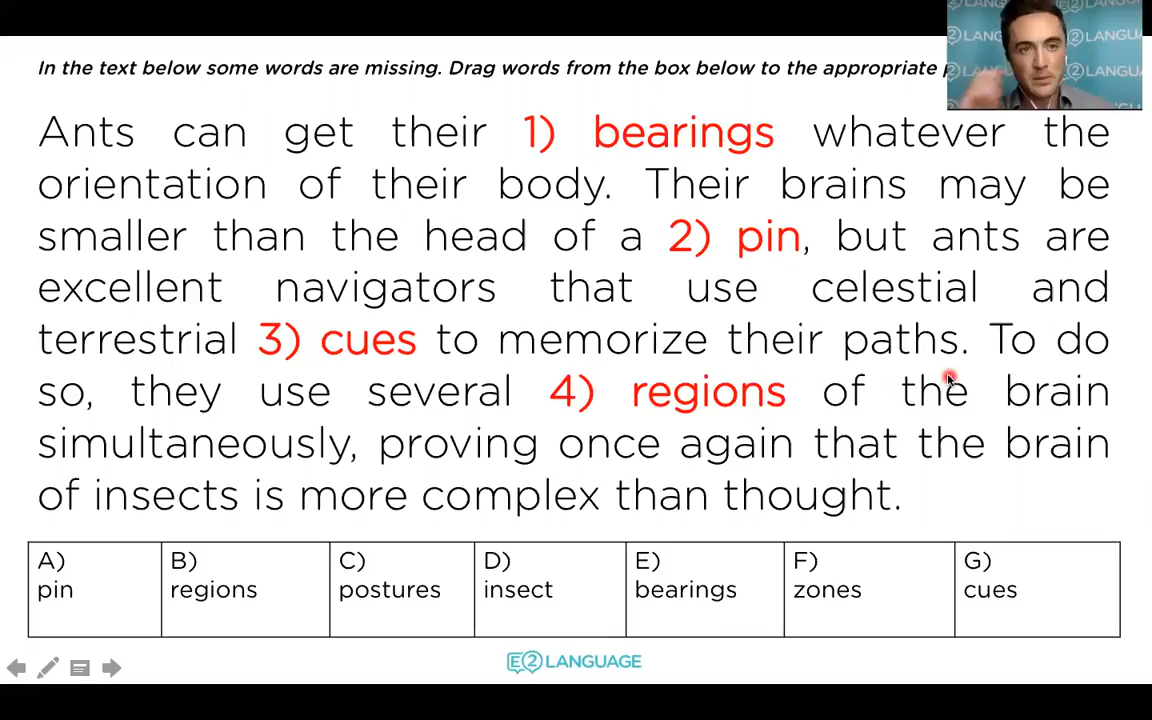 In the text below some words are missing. Drag words from the box below to the appropriate
Ants can get their 1) bearings whatever the
orientation of their body. Their brains may be
smaller than the head of a 2) pin, but ants are
excellent navigators that use celestial and
terrestrial 3) cues to memorize their paths. To do
so, they use several 4) regions of the brain
simultaneously, proving once again that the brain
of insects is more complex than thought.
A) B) C) D) E) F) G)
pin regions postures insect bearings zones cues
E2 LANGUAGE